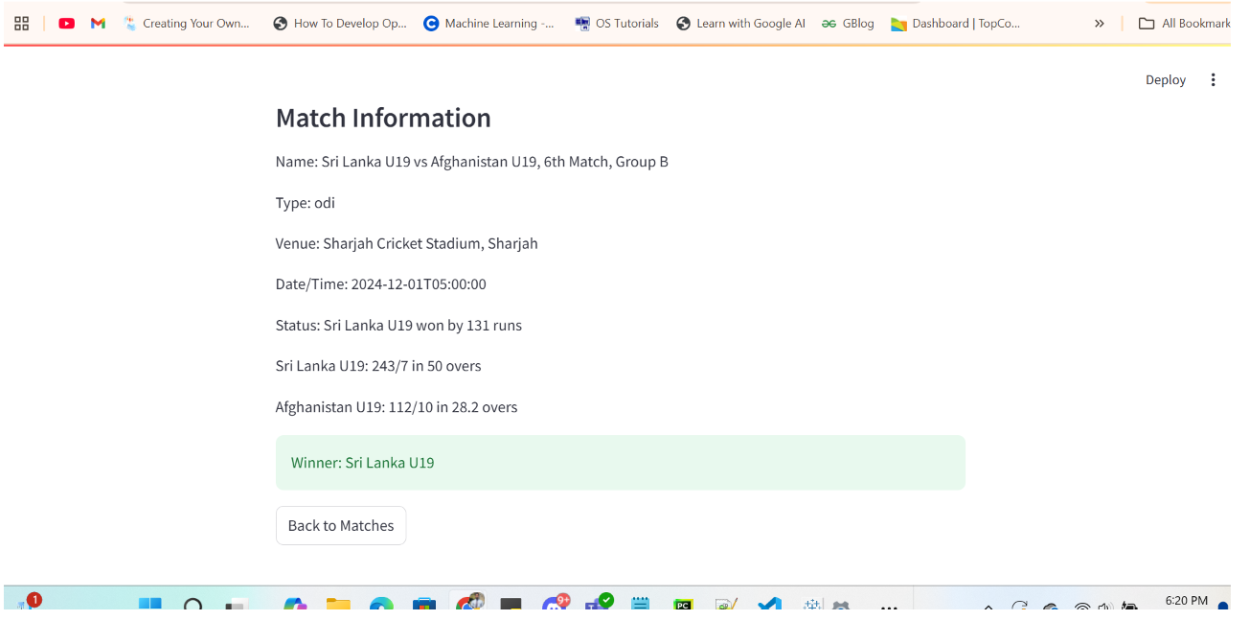 Creating Your Own... How To Develop Op... Machine Learning -... OS Tutorials Learn with Google AI GBlog Dashboard | TopCo... » All Bookmark
Deploy
Match Information
Name: Sri Lanka U19 vs Afghanistan U19, 6th Match, Group B
Type: odi
Venue: Sharjah Cricket Stadium, Sharjah
Date/Time: 2024-12-01T05:00:00
Status: Sri Lanka U19 won by 131 runs
Sri Lanka U19: 243/7 in 50 overs
Afghanistan U19: 112/10 in 28.2 overs
Winner: Sri Lanka U19
Back to Matches
1 9+ PC 6:20 PM